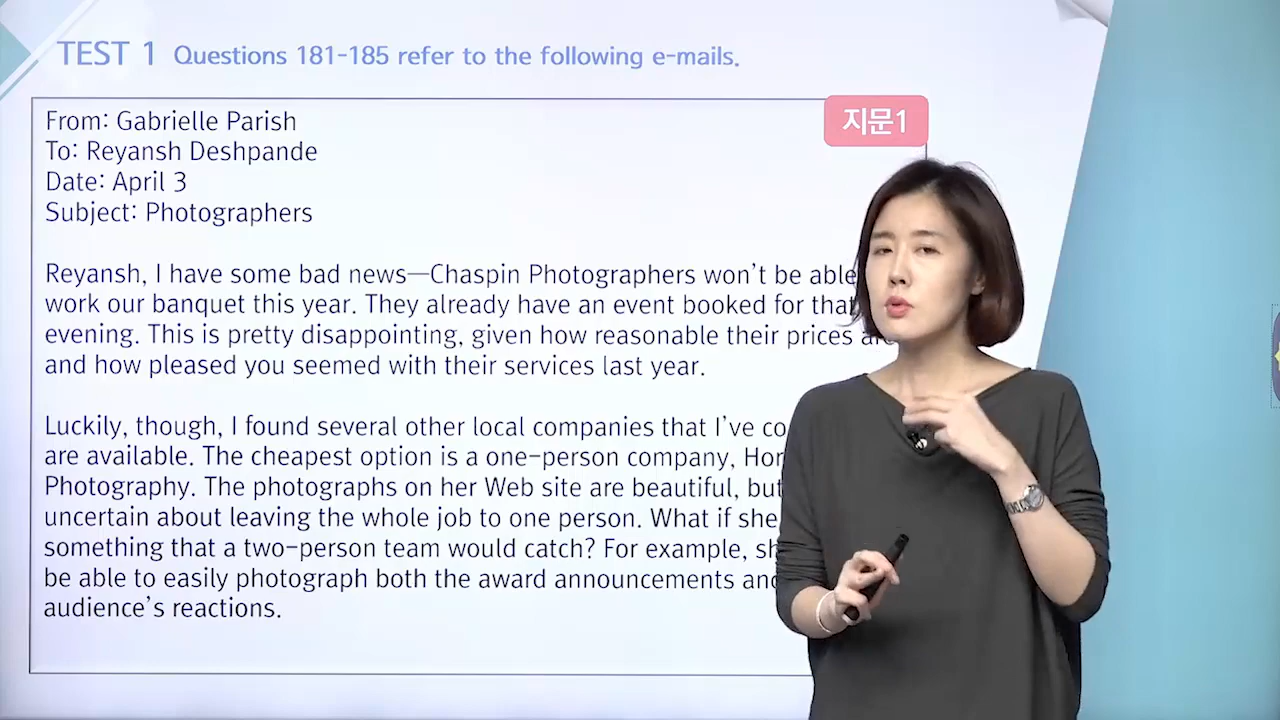 TEST 1 Questions 181-185 refer to the following e-mails.
지문1
From: Gabrielle Parish
To: Reyansh Deshpande
Date: April 3
Subject: Photographers
Reyansh, I have some bad news—Chaspin Photographers won't be able
work our banquet this year. They already have an event booked for that
evening. This is pretty disappointing, given how reasonable their prices
and how pleased you seemed with their services last year.
Luckily, though, I found several other local companies that I've
are available. The cheapest option is a one-person company,
Photography. The photographs on her Web site are beautiful, but
uncertain about leaving the whole job to one person. What if she
something that a two-person team would catch? For example,
be able to easily photograph both the award announcements and
audience's reactions.